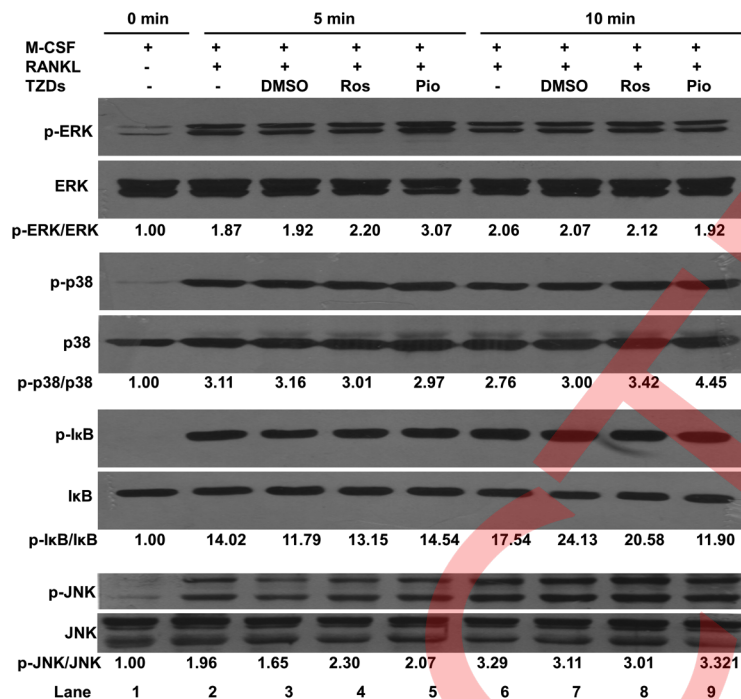 0 min 5 min 10 min
M-CSF + + + + + + + + +
RANKL - + + + + + + + +
TZDs - - DMSO Ros Pio - DMSO Ros Pio
p-ERK
ERK
p-ERK/ERK 1.00 1.87 1.92 2.20 3.07 2.06 2.07 2.12 1.92
p-p38
p38
p-p38/p38 1.00 3.11 3.16 3.01 2.97 2.76 3.00 3.42 4.45
p-IκB
IκB
p-IκB/IκB 1.00 14.02 11.79 13.15 14.54 17.54 24.13 20.58 11.90
p-JNK
JNK
p-JNK/JNK 1.00 1.96 1.65 2.30 2.07 3.29 3.11 3.01 3.321
Lane 1 2 3 4 5 6 7 8 9